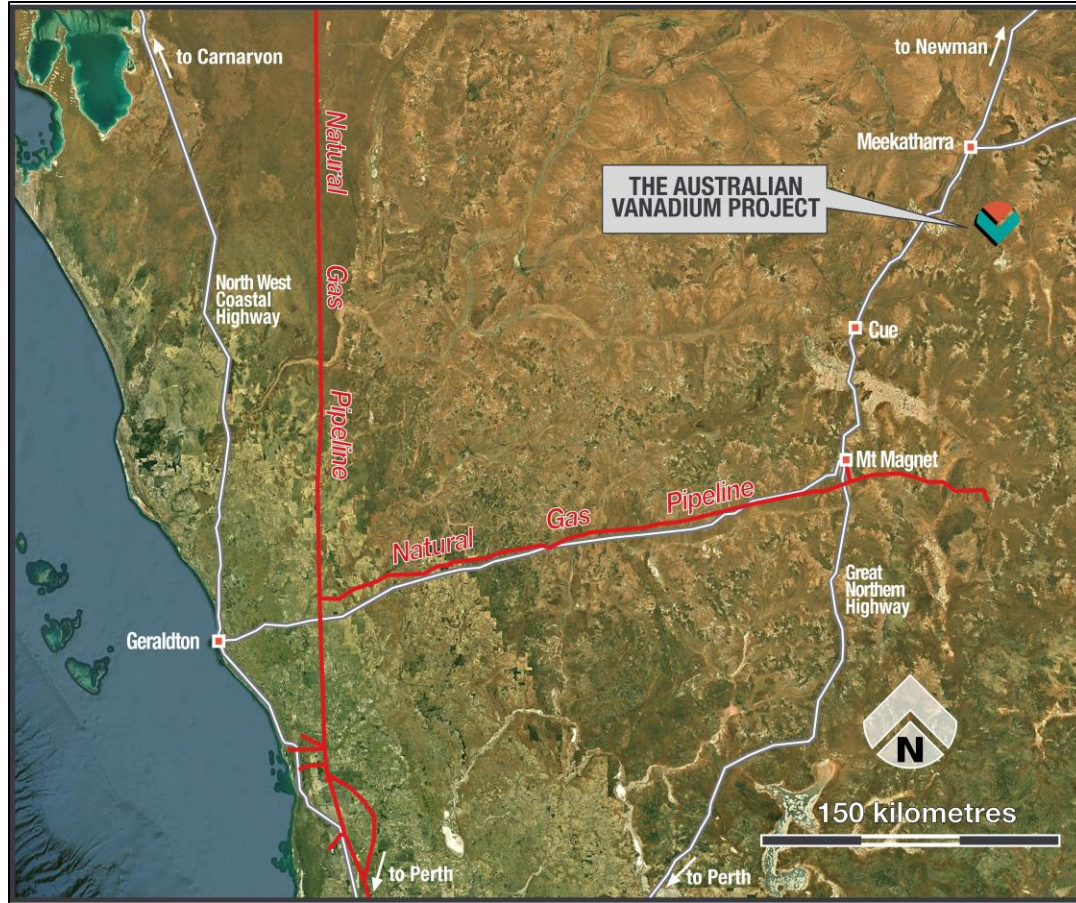 to Carnarvon
to Newman
Meekatharra
Natural Gas Pipeline
THE AUSTRALIAN
VANADIUM PROJECT
North West
Coastal
Highway
Cue
Mt Magnet
Natural Gas Pipeline
Great
Northern
Highway
Geraldton
N
150 kilometres
to Perth
to Perth